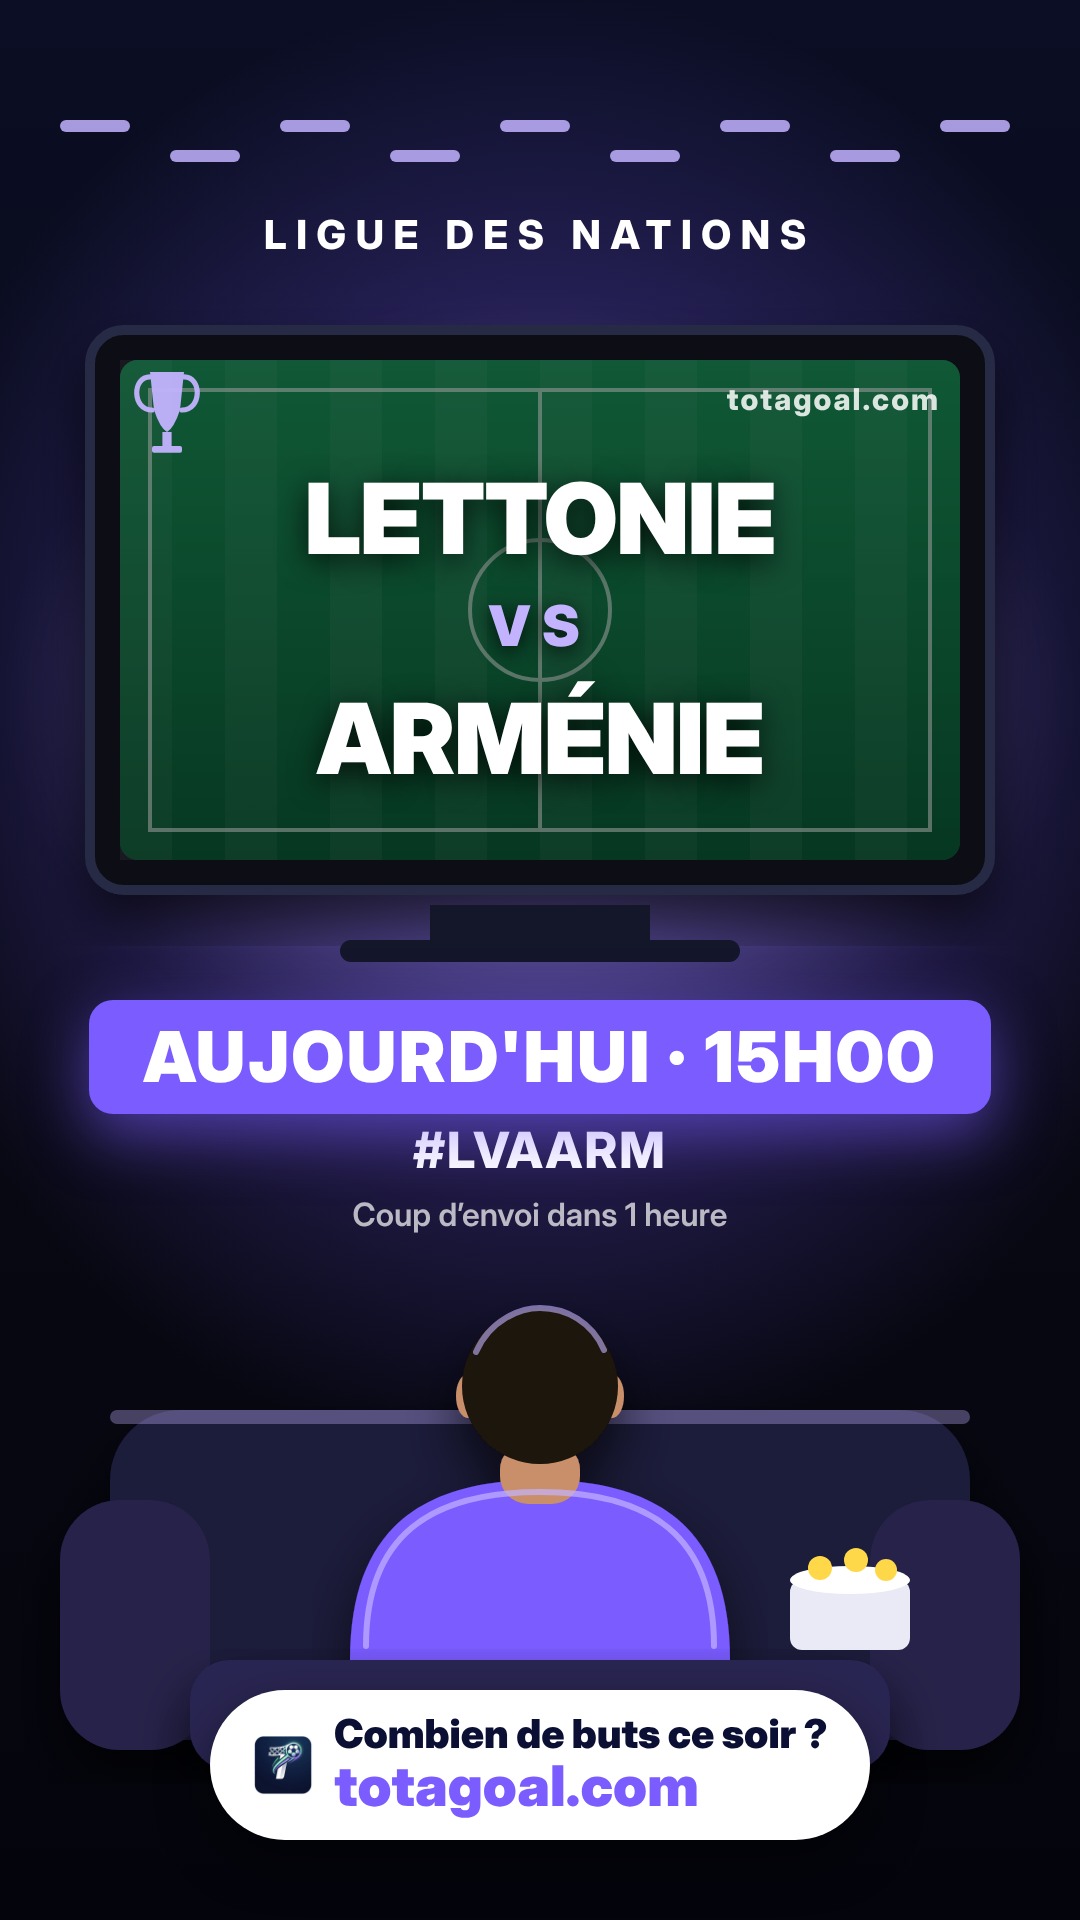 LIGUE DES NATIONS
totagoal.com
LETTONIE
VS
ARMÉNIE
AUJOURD'HUI · 15H00
#LVAARM
Coup d’envoi dans 1 heure
Combien de buts ce soir ?
totagoal.com